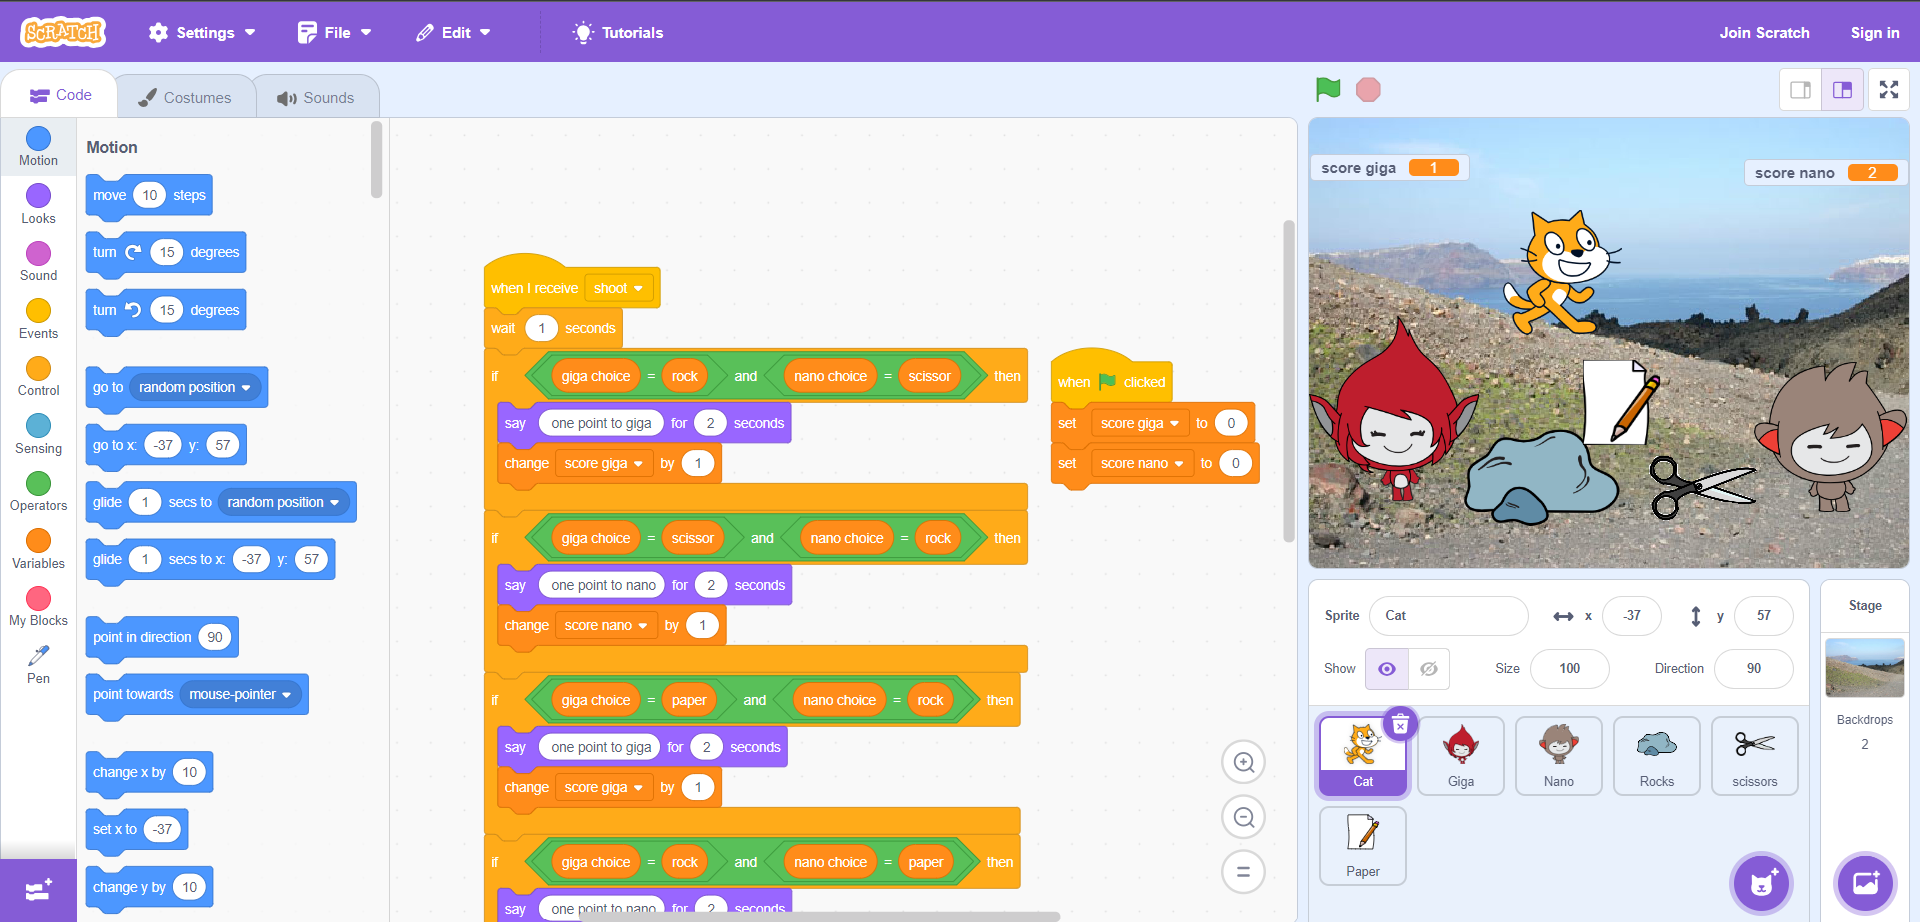 SCRATCH
Settings
File
Edit
Tutorials
Join Scratch
Sign in
Code
Costumes
Sounds
Motion
Looks
Sound
Events
Control
Sensing
Operators
Variables
My Blocks
Pen
Motion
move 10 steps
turn 15 degrees
turn 15 degrees
go to random position
go to x: -37 y: 57
glide 1 secs to random position
glide 1 secs to x: -37 y: 57
point in direction 90
point towards mouse-pointer
change x by 10
set x to -37
change y by 10
when I receive shoot
wait 1 seconds
if giga choice = rock and nano choice = scissor then
say one point to giga for 2 seconds
change score giga by 1
if giga choice = scissor and nano choice = rock then
say one point to nano for 2 seconds
change score nano by 1
if giga choice = paper and nano choice = rock then
say one point to giga for 2 seconds
change score giga by 1
if giga choice = rock and nano choice = paper then
say one point to nano for 2 seconds
when clicked
set score giga to 0
set score nano to 0
score giga 1
score nano 2
Sprite Cat x -37 y 57
Show Size 100 Direction 90
Cat
Giga
Nano
Rocks
scissors
Paper
Stage
Backdrops
2